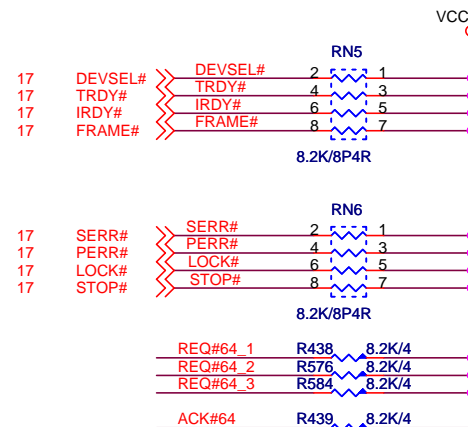 VCC
RN5
17 DEVSEL# DEVSEL# 2 1
17 TRDY# TRDY# 4 3
17 IRDY# IRDY# 6 5
17 FRAME# FRAME# 8 7
8.2K/8P4R
RN6
17 SERR# SERR# 2 1
17 PERR# PERR# 4 3
17 LOCK# LOCK# 6 5
17 STOP# STOP# 8 7
8.2K/8P4R
REQ#64_1 R438 8.2K/4
REQ#64_2 R576 8.2K/4
REQ#64_3 R584 8.2K/4
ACK#64 R439 8.2K/4